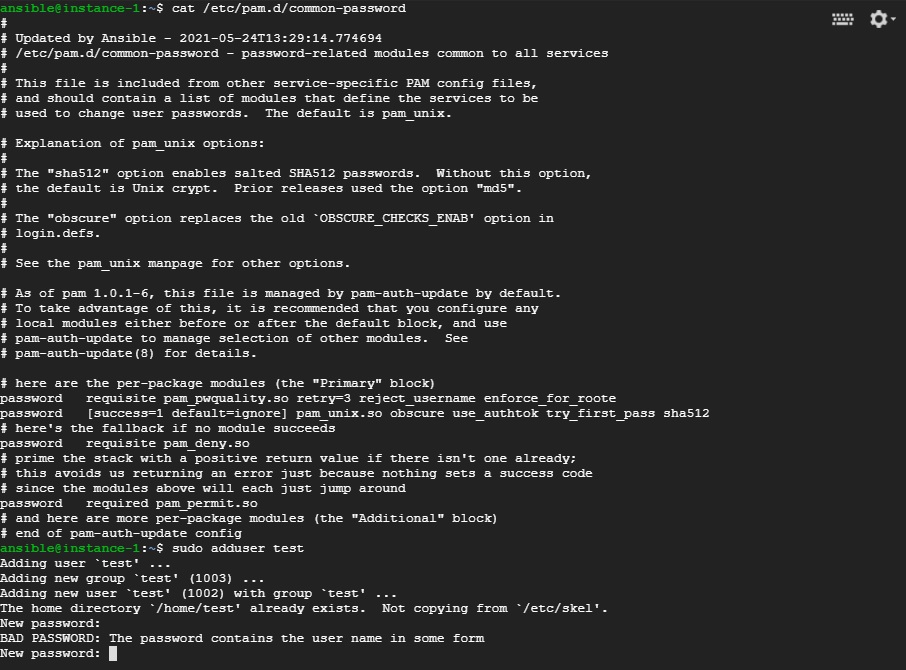 ansible@instance-1:~$ cat /etc/pam.d/common-password
#
# Updated by Ansible - 2021-05-24T13:29:14.774694
# /etc/pam.d/common-password - password-related modules common to all services
#
# This file is included from other service-specific PAM config files,
# and should contain a list of modules that define the services to be
# used to change user passwords.  The default is pam_unix.

# Explanation of pam_unix options:
#
# The "sha512" option enables salted SHA512 passwords.  Without this option,
# the default is Unix crypt.  Prior releases used the option "md5".
#
# The "obscure" option replaces the old `OBSCURE_CHECKS_ENAB' option in
# login.defs.
#
# See the pam_unix manpage for other options.

# As of pam 1.0.1-6, this file is managed by pam-auth-update by default.
# To take advantage of this, it is recommended that you configure any
# local modules either before or after the default block, and use
# pam-auth-update to manage selection of other modules.  See
# pam-auth-update(8) for details.

# here are the per-package modules (the "Primary" block)
password   requisite pam_pwquality.so retry=3 reject_username enforce_for_roote
password   [success=1 default=ignore] pam_unix.so obscure use_authtok try_first_pass sha512
# here's the fallback if no module succeeds
password   requisite pam_deny.so
# prime the stack with a positive return value if there isn't one already;
# this avoids us returning an error just because nothing sets a success code
# since the modules above will each just jump around
password   required pam_permit.so
# and here are more per-package modules (the "Additional" block)
# end of pam-auth-update config
ansible@instance-1:~$ sudo adduser test
Adding user `test' ...
Adding new group `test' (1003) ...
Adding new user `test' (1002) with group `test' ...
The home directory `/home/test' already exists.  Not copying from `/etc/skel'.
New password:
BAD PASSWORD: The password contains the user name in some form
New password: